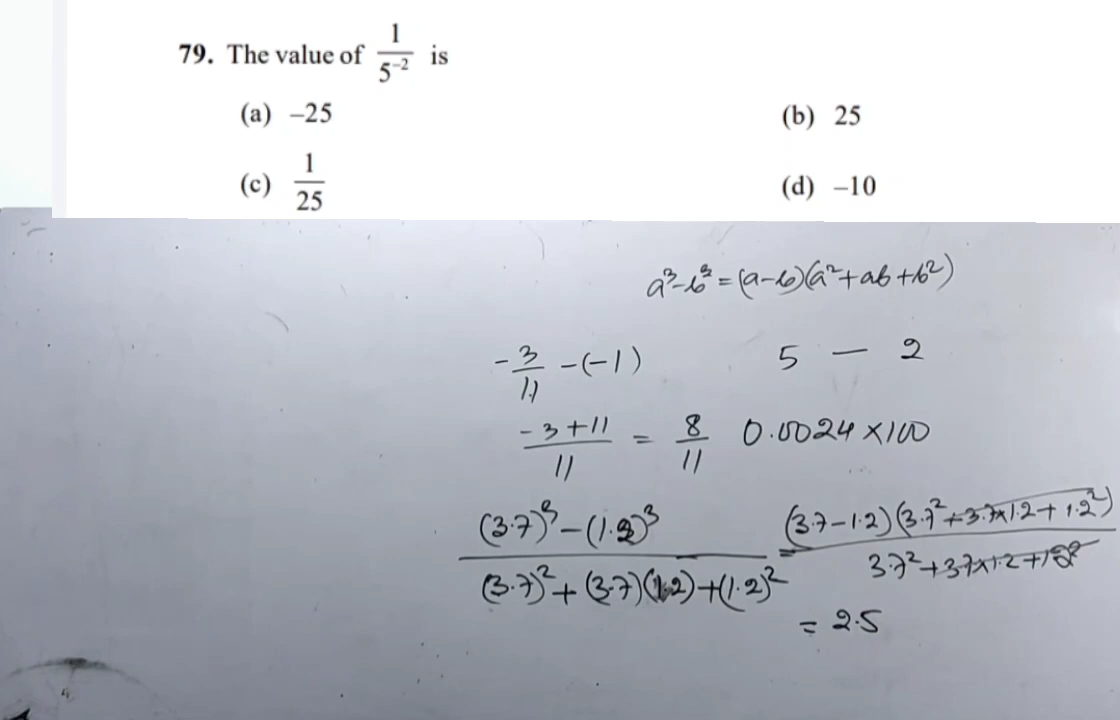 79. The value of 1/5⁻² is
(a) –25
(b) 25
(c) 1/25
(d) –10
a³-b³=(a-b)(a²+ab+b²)
-3/11 -(-1)
5 — 2
(-3+11)/11 = 8/11
0.0024×100
((3.7)³-(1.2)³)/((3.7)²+(3.7)(1.2)+(1.2)²) = ((3.7-1.2)(3.7²+3.7×1.2+1.2²))/(3.7²+3.7×1.2+1.2²)
= 2.5